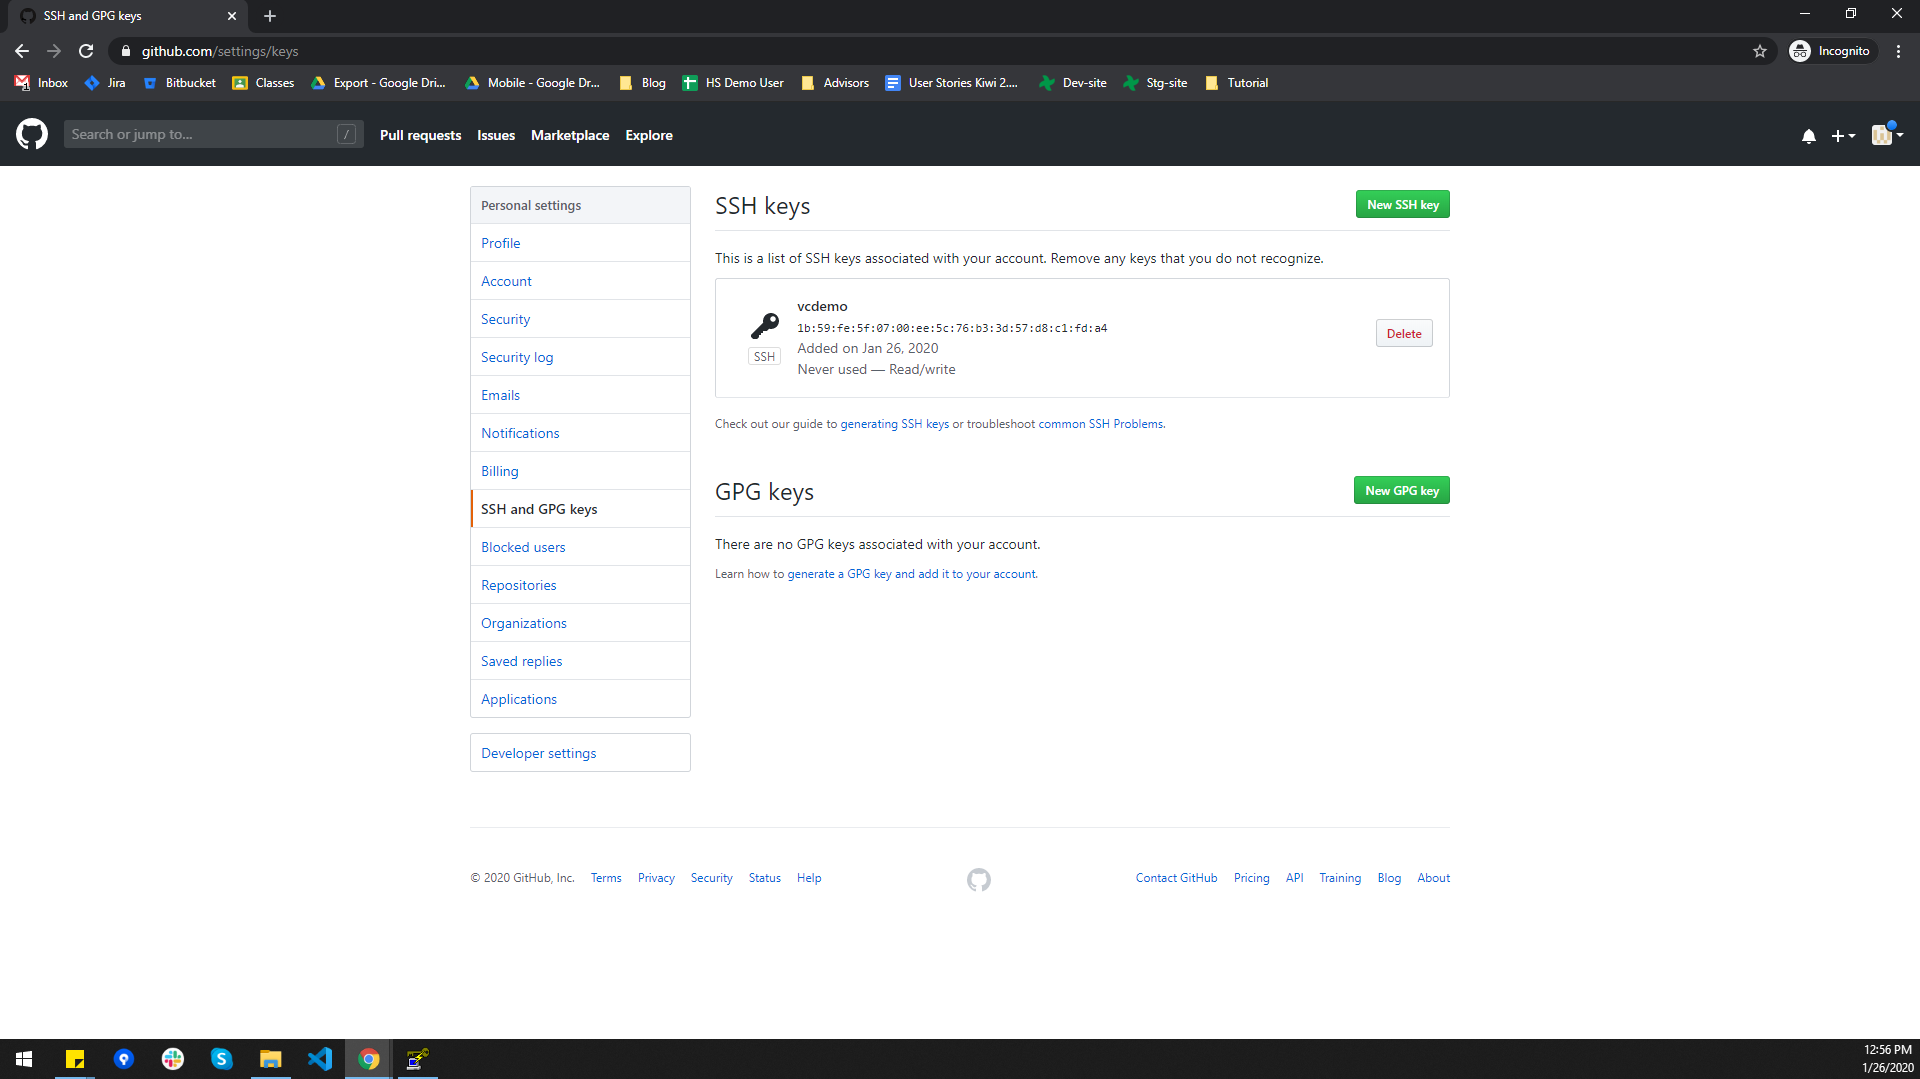 SSH and GPG keys
github.com/settings/keys
Incognito
Inbox
Jira
Bitbucket
Classes
Export - Google Dri...
Mobile - Google Dr...
Blog
HS Demo User
Advisors
User Stories Kiwi 2....
Dev-site
Stg-site
Tutorial
Search or jump to...
/
Pull requests
Issues
Marketplace
Explore
Personal settings
Profile
Account
Security
Security log
Emails
Notifications
Billing
SSH and GPG keys
Blocked users
Repositories
Organizations
Saved replies
Applications
Developer settings
SSH keys
New SSH key
This is a list of SSH keys associated with your account. Remove any keys that you do not recognize.
SSH
vcdemo
1b:59:fe:5f:07:00:ee:5c:76:b3:3d:57:d8:c1:fd:a4
Added on Jan 26, 2020
Never used — Read/write
Delete
Check out our guide to generating SSH keys or troubleshoot common SSH Problems.
GPG keys
New GPG key
There are no GPG keys associated with your account.
Learn how to generate a GPG key and add it to your account.
© 2020 GitHub, Inc.
Terms
Privacy
Security
Status
Help
Contact GitHub
Pricing
API
Training
Blog
About
12:56 PM
1/26/2020